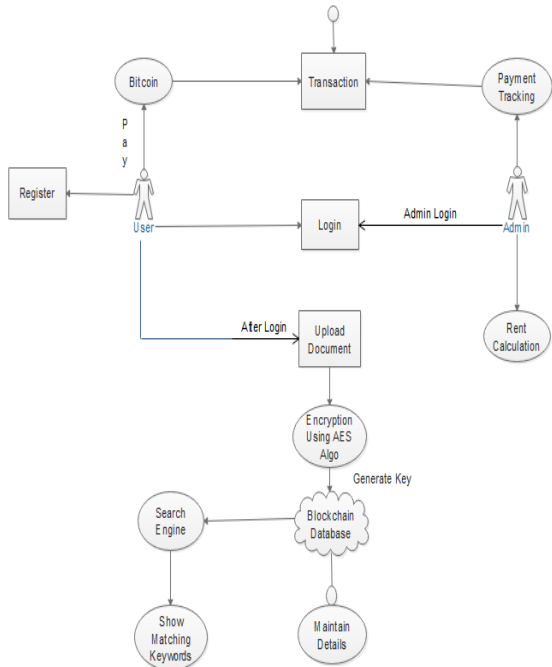 Bitcoin
Transaction
Payment
Tracking
P
a
y
Register
User
Login
Admin Login
Admin
After Login
Upload
Document
Rent
Calculation
Encryption
Using AES
Algo
Generate Key
Search
Engine
Blockchain
Database
Show
Matching
Keywords
Maintain
Details